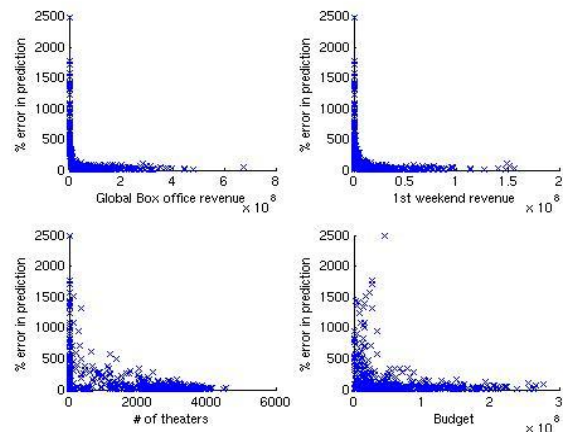 2500
2000
1500
1000
500
0
% error in prediction
0 2 4 6 8
Global Box office revenue
× 10^8
2500
2000
1500
1000
500
0
% error in prediction
0 0.5 1 1.5 2
1st weekend revenue
× 10^8
2500
2000
1500
1000
500
0
% error in prediction
0 2000 4000 6000
# of theaters
2500
2000
1500
1000
500
0
% error in prediction
0 1 2 3
Budget
× 10^8